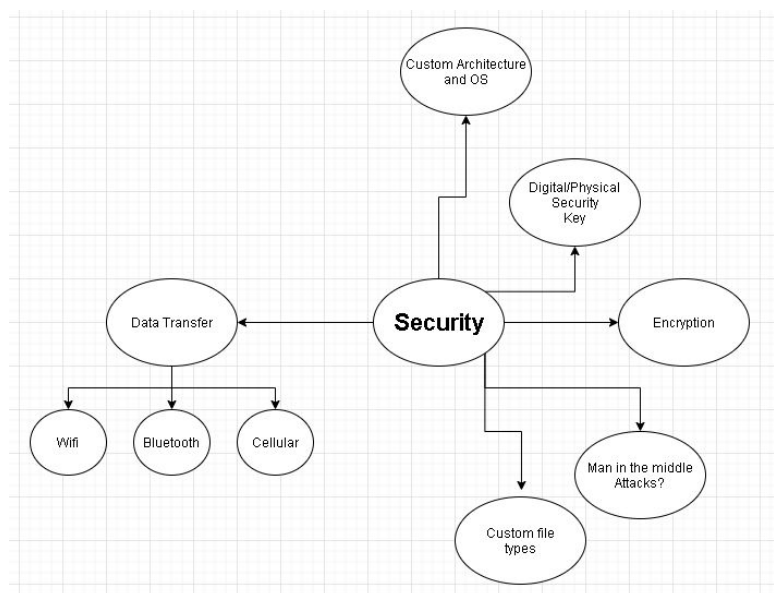 Custom Architecture
and OS
Digital/Physical
Security
Key
Data Transfer
Security
Encryption
Wifi
Bluetooth
Cellular
Man in the middle
Attacks?
Custom file
types